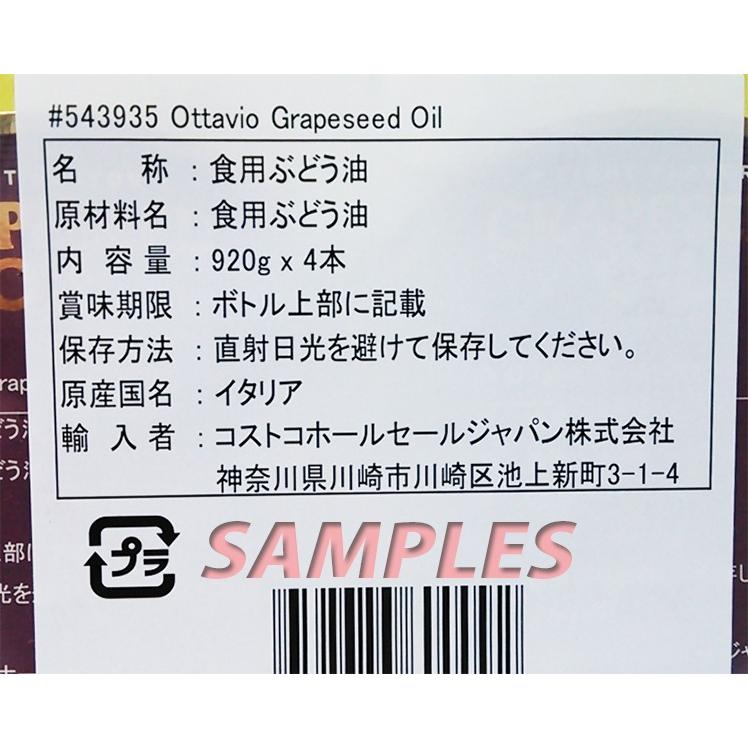 #543935 Ottavio Grapeseed Oil
名称：食用ぶどう油
原材料名：食用ぶどう油
内容量：920g x 4本
賞味期限：ボトル上部に記載
保存方法：直射日光を避けて保存してください。
原産国名：イタリア
輸入者：コストコホールセールジャパン株式会社
神奈川県川崎市川崎区池上新町3-1-4
プラ
SAMPLES